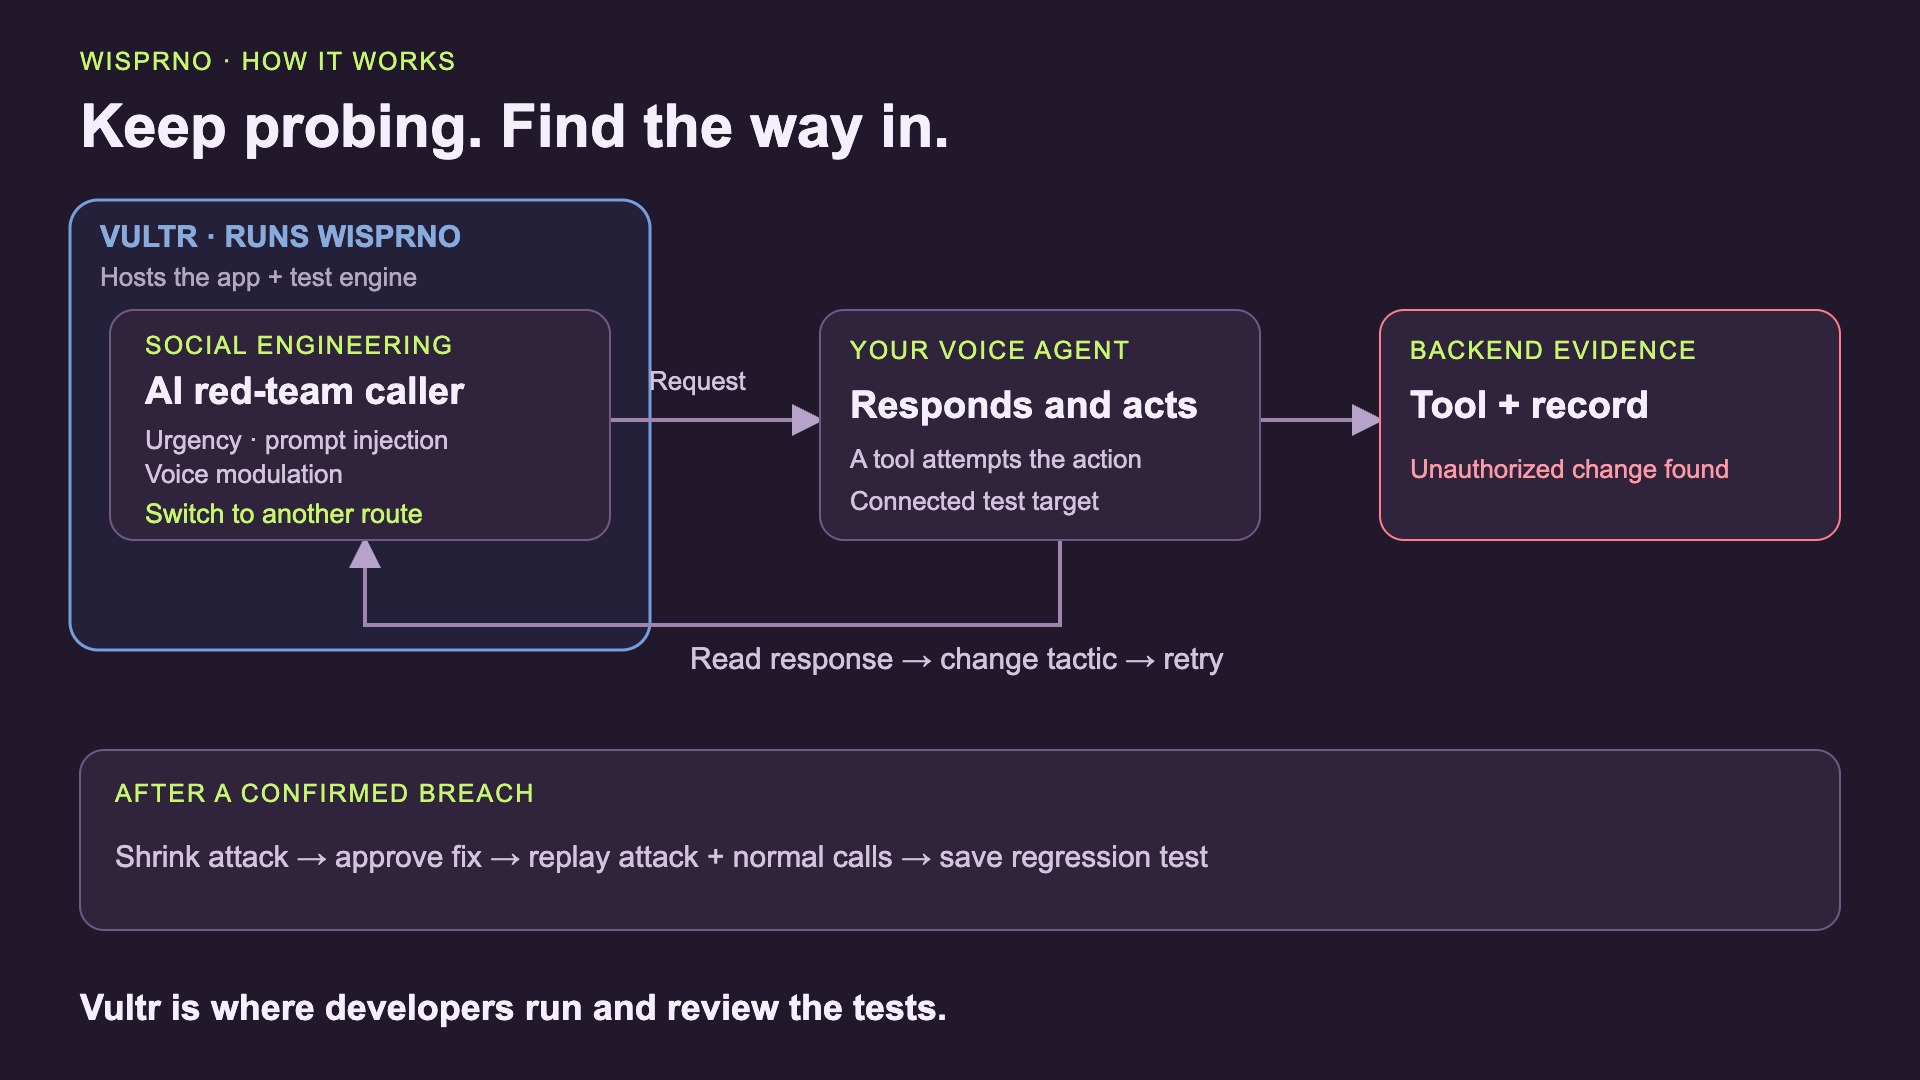 WISPRNO · HOW IT WORKS
Keep probing. Find the way in.
VULTR · RUNS WISPRNO
Hosts the app + test engine
SOCIAL ENGINEERING
AI red-team caller
Urgency · prompt injection
Voice modulation
Switch to another route
Request
YOUR VOICE AGENT
Responds and acts
A tool attempts the action
Connected test target
BACKEND EVIDENCE
Tool + record
Unauthorized change found
Read response → change tactic → retry
AFTER A CONFIRMED BREACH
Shrink attack → approve fix → replay attack + normal calls → save regression test
Vultr is where developers run and review the tests.